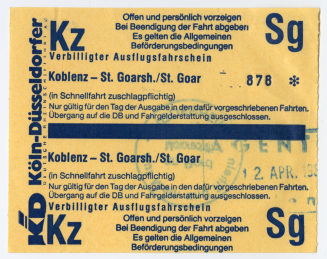 Kz
Offen und persönlich vorzeigen
Bei Beendigung der Fahrt abgeben
Es gelten die Allgemeinen
Beförderungsbedingungen
Sg
Verbilligter Ausflugsfahrschein
Koblenz – St. Goarsh./St. Goar
878 *
(in Schnellfahrt zuschlagpflichtig)
Nur gültig für den Tag der Ausgabe in den dafür vorgeschriebenen Fahrten.
Übergang auf die DB und Fahrgelderstattung ausgeschlossen.
AGENT
Koblenz – St. Goarsh./St. Goar
2 APR.
(in Schnellfahrt zuschlagpflichtig)
Nur gültig für den Tag der Ausgabe in den dafür vorgeschriebenen Fahrten.
Übergang auf die DB und Fahrgelderstattung ausgeschlossen.
Verbilligter Ausflugsfahrschein
Kz
Offen und persönlich vorzeigen
Bei Beendigung der Fahrt abgeben
Es gelten die Allgemeinen
Beförderungsbedingungen
Sg
KD Köln-Düsseldorfer